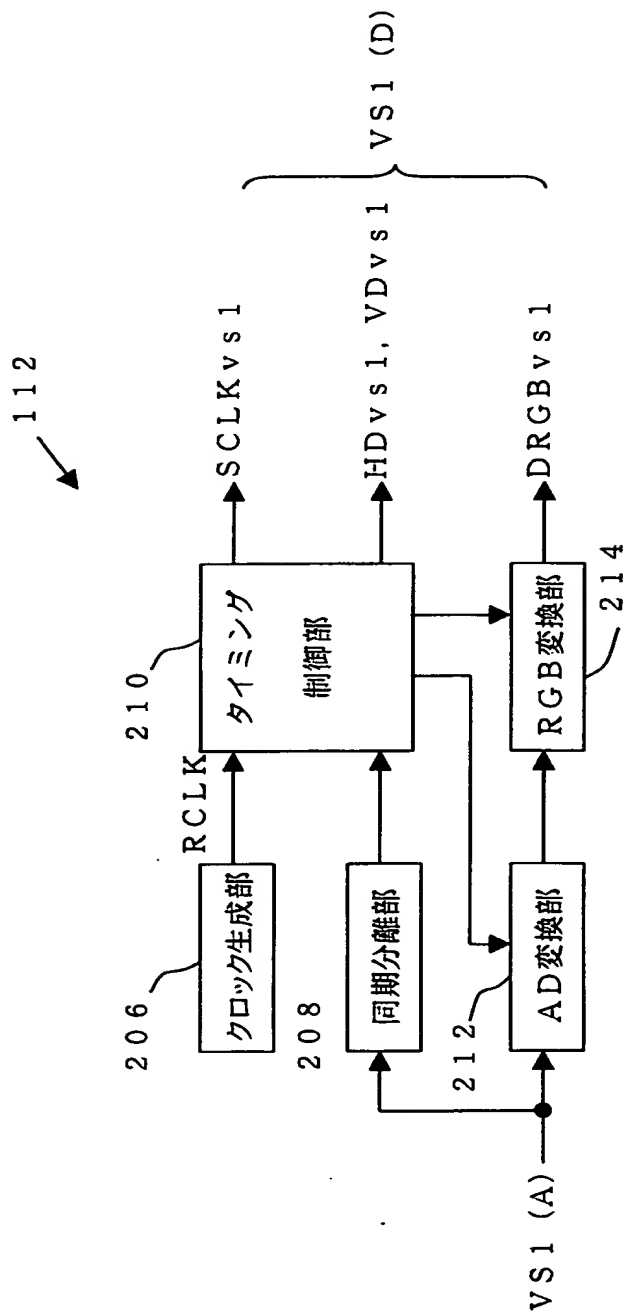 112
206
クロック生成部
RCLK
210
タイミング
制御部
SCLKvs1
208
同期分離部
HDvs1, VDvs1
VS1 (D)
VS1 (A)
212
AD変換部
RGB変換部
214
DRGBvs1